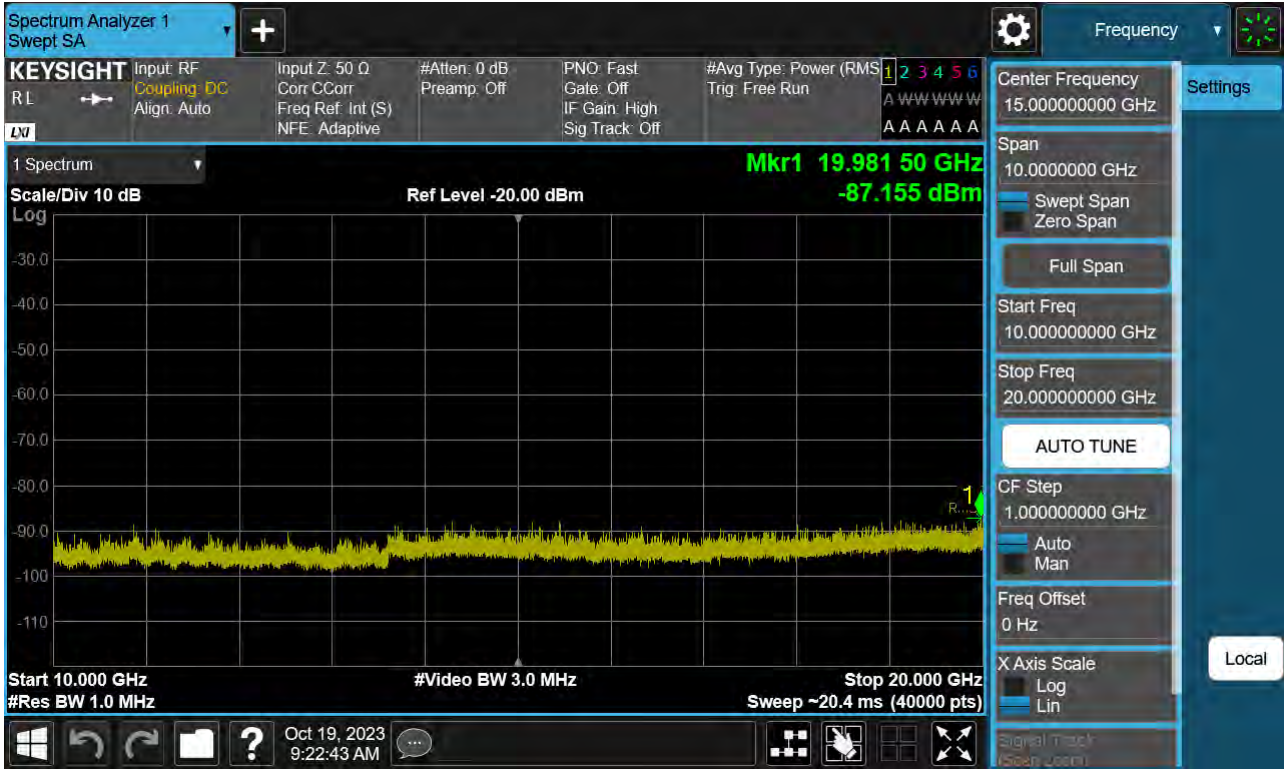 Spectrum Analyzer 1
Swept SA
+
Frequency
KEYSIGHT
RL
LXI
Input: RF
Coupling: DC
Align: Auto
Input Z: 50 Ω
Corr CCorr
Freq Ref: Int (S)
NFE: Adaptive
#Atten: 0 dB
Preamp: Off
PNO: Fast
Gate: Off
IF Gain: High
Sig Track: Off
#Avg Type: Power (RMS
Trig: Free Run
1 2 3 4 5 6
A W W W W W
A A A A A A
1 Spectrum
Scale/Div 10 dB
Log
Ref Level -20.00 dBm
Mkr1 19.981 50 GHz
-87.155 dBm
-30.0
-40.0
-50.0
-60.0
-70.0
-80.0
-90.0
-100
-110
1
Start 10.000 GHz
#Video BW 3.0 MHz
Stop 20.000 GHz
#Res BW 1.0 MHz
Sweep ~20.4 ms (40000 pts)
Center Frequency
15.000000000 GHz
Span
10.0000000 GHz
Swept Span
Zero Span
Full Span
Start Freq
10.000000000 GHz
Stop Freq
20.000000000 GHz
AUTO TUNE
CF Step
1.000000000 GHz
Auto
Man
Freq Offset
0 Hz
X Axis Scale
Log
Lin
Signal Track
(Span Zoom)
Settings
Local
?
Oct 19, 2023
9:22:43 AM